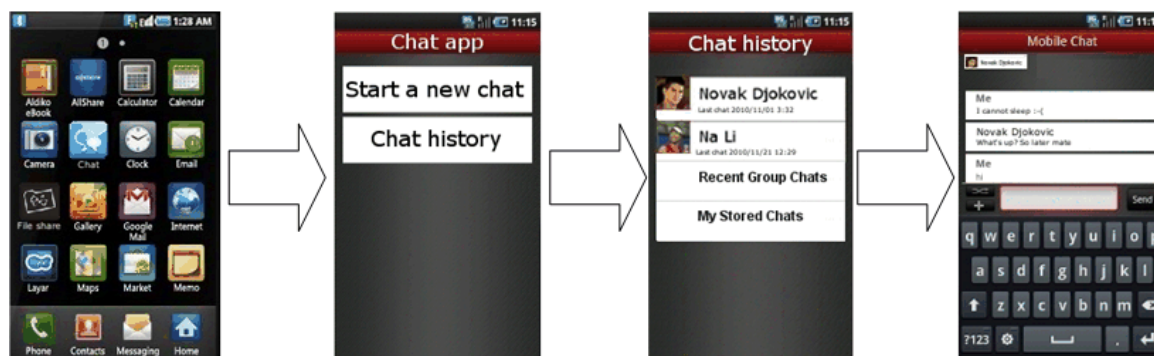 1:28 AM
Aldiko eBook
AllShare
Calculator
Calendar
Camera
Chat
Clock
Email
File share
Gallery
Google Mail
Internet
Layar
Maps
Market
Memo
Phone
Contacts
Messaging
Home
11:15
Chat app
Start a new chat
Chat history
11:15
Chat history
Novak Djokovic
Last chat 2010/11/01 3:32
Na Li
Last chat 2010/11/21 12:29
Recent Group Chats
My Stored Chats
Mobile Chat
Novak Djokovic
Me
I cannot sleep :-(
Novak Djokovic
What's up? So later mate
Me
hi
Send
q w e r t y u i o p
a s d f g h j k l
z x c v b n m
?123 .